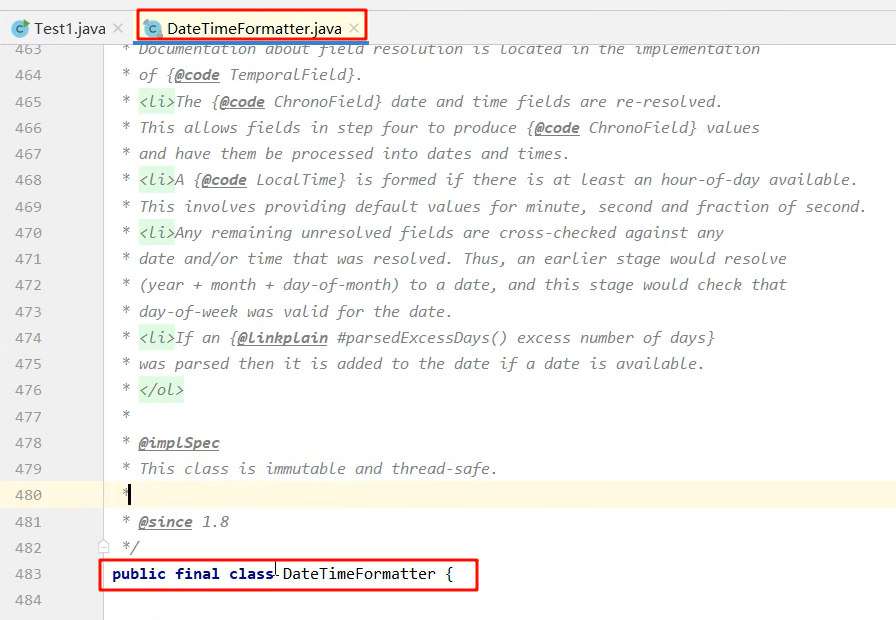 Test1.java
DateTimeFormatter.java
463 * Documentation about field resolution is located in the implementation
464 * of {@code TemporalField}.
465 * <li>The {@code ChronoField} date and time fields are re-resolved.
466 * This allows fields in step four to produce {@code ChronoField} values
467 * and have them be processed into dates and times.
468 * <li>A {@code LocalTime} is formed if there is at least an hour-of-day available.
469 * This involves providing default values for minute, second and fraction of second.
470 * <li>Any remaining unresolved fields are cross-checked against any
471 * date and/or time that was resolved. Thus, an earlier stage would resolve
472 * (year + month + day-of-month) to a date, and this stage would check that
473 * day-of-week was valid for the date.
474 * <li>If an {@linkplain #parsedExcessDays() excess number of days}
475 * was parsed then it is added to the date if a date is available.
476 * </ol>
477 *
478 * @implSpec
479 * This class is immutable and thread-safe.
480 *
481 * @since 1.8
482 */
483 public final class DateTimeFormatter {
484